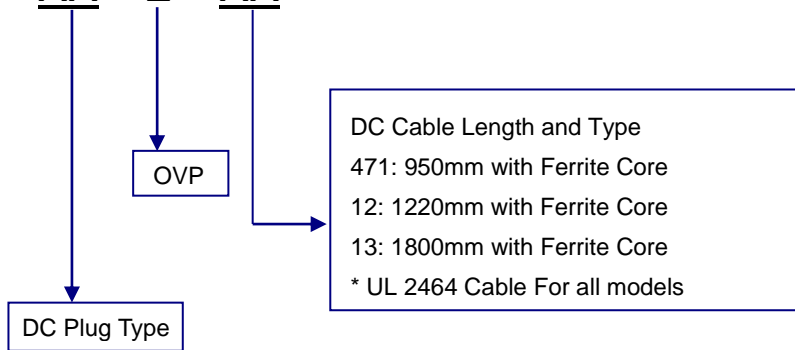 DC Cable Length and Type
471: 950mm with Ferrite Core
OVP
12: 1220mm with Ferrite Core
13: 1800mm with Ferrite Core
* UL 2464 Cable For all models
DC Plug Type